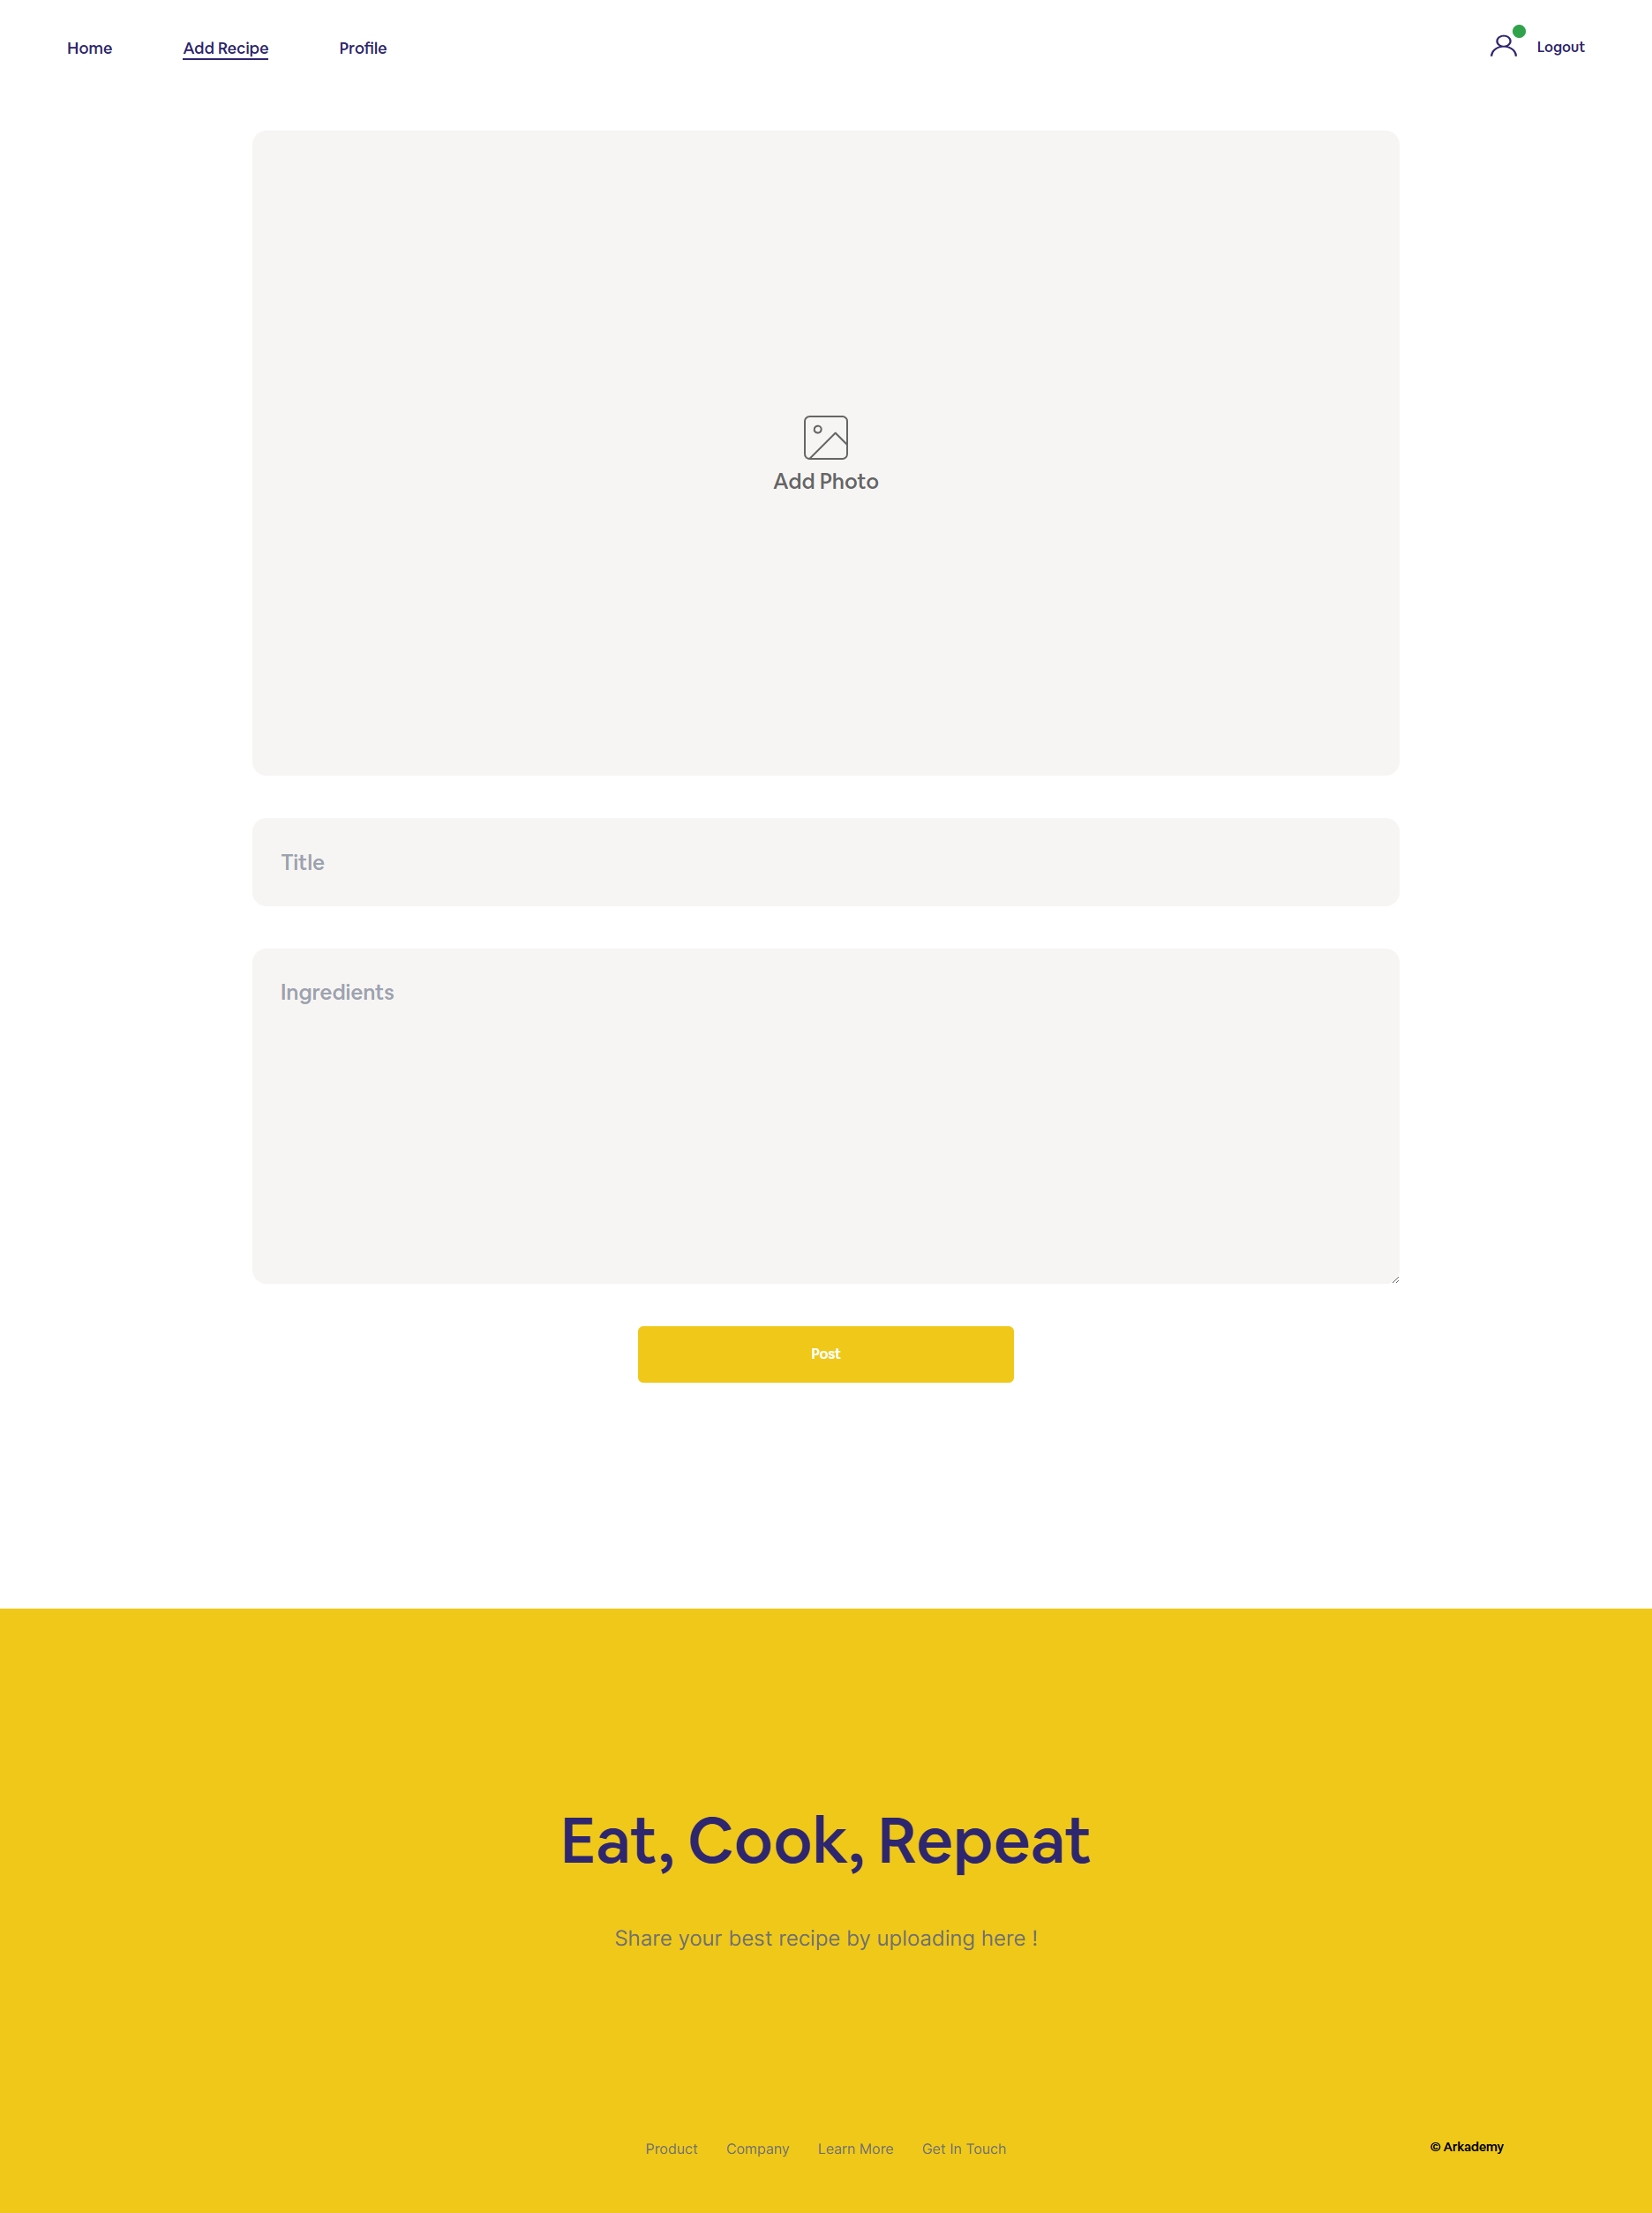 Home Add Recipe Profile Logout
Add Photo
Title
Ingredients
Post
Eat, Cook, Repeat
Share your best recipe by uploading here !
Product Company Learn More Get In Touch © Arkademy